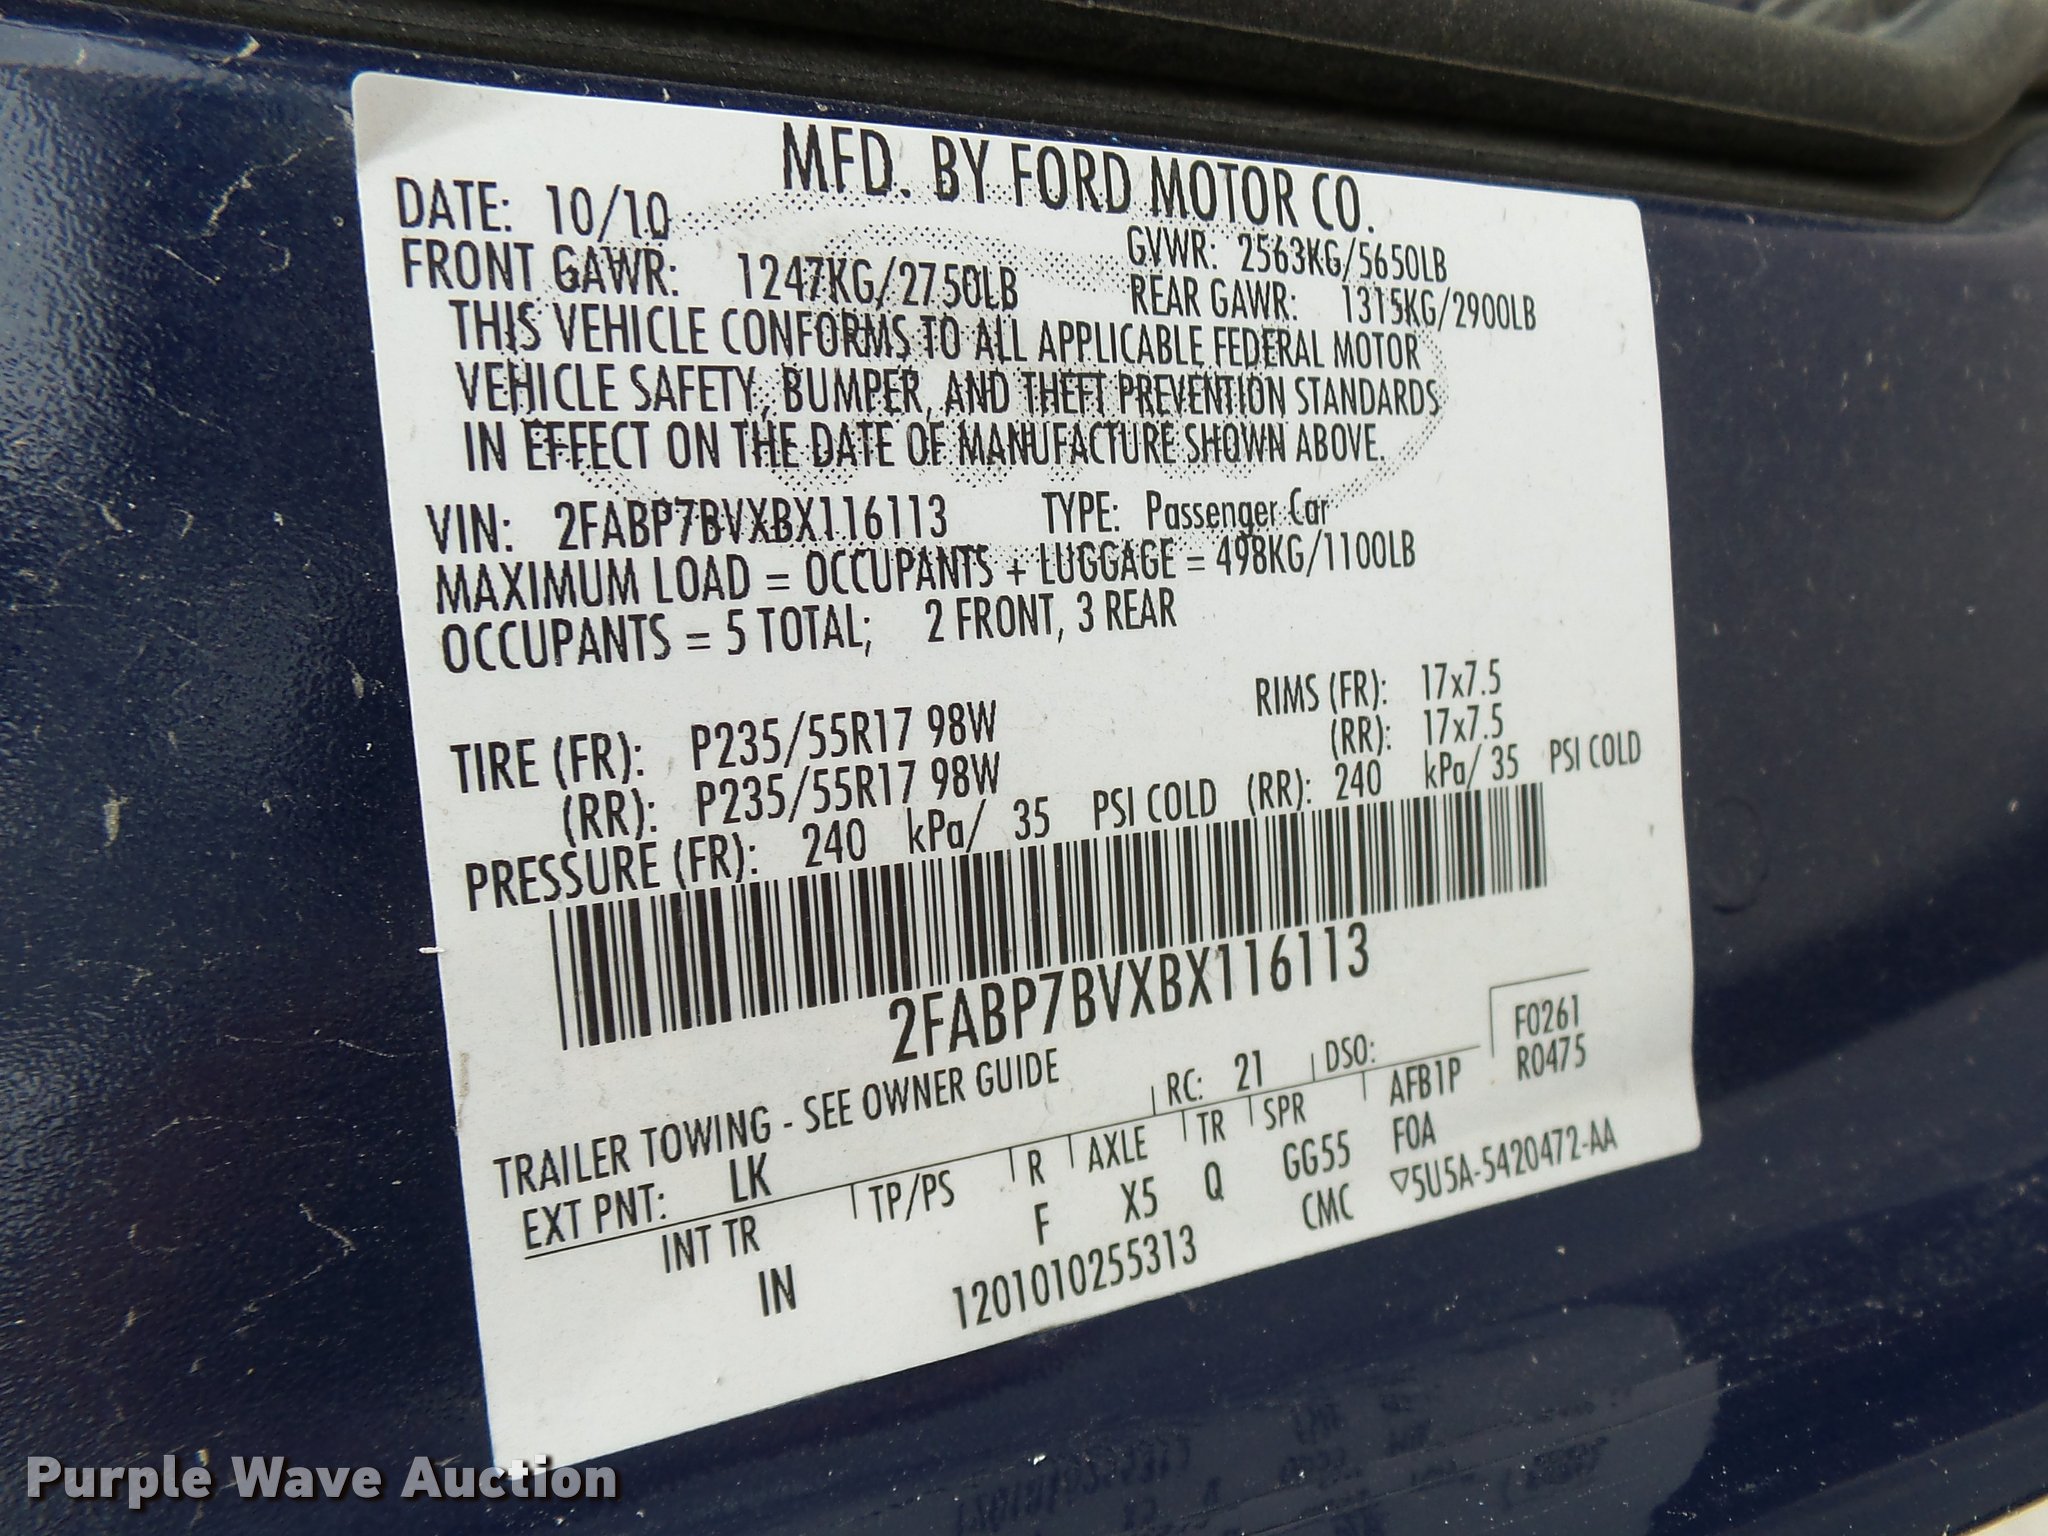 MFD. BY FORD MOTOR CO.
DATE: 10/10 GVWR: 2563KG/5650LB
FRONT GAWR: 1247KG/2750LB REAR GAWR: 1315KG/2900LB
THIS VEHICLE CONFORMS TO ALL APPLICABLE FEDERAL MOTOR
VEHICLE SAFETY, BUMPER, AND THEFT PREVENTION STANDARDS
IN EFFECT ON THE DATE OF MANUFACTURE SHOWN ABOVE.
VIN: 2FABP7BVXBX116113 TYPE: Passenger Car
MAXIMUM LOAD = OCCUPANTS + LUGGAGE = 498KG/1100LB
OCCUPANTS = 5 TOTAL; 2 FRONT, 3 REAR
TIRE (FR): P235/55R17 98W RIMS (FR): 17x7.5
(RR): P235/55R17 98W (RR): 17x7.5
PRESSURE (FR): 240 kPa/ 35 PSI COLD (RR): 240 kPa/ 35 PSI COLD
2FABP7BVXBX116113
F0261
TRAILER TOWING - SEE OWNER GUIDE R0475
EXT PNT: LK RC: 21 DSO:
INT TR TP/PS R AXLE TR SPR AFB1P
IN F X5 Q GG55 F0A
1201010255313 CMC ▽5U5A-5420472-AA
Purple Wave Auction